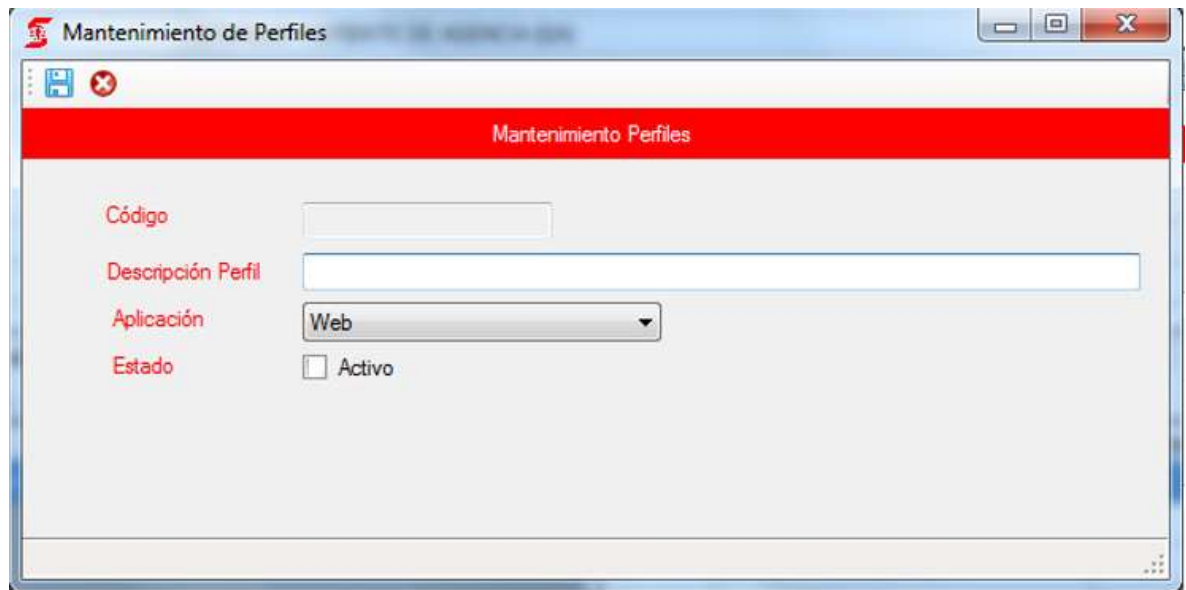 Mantenimiento de Perfiles
Mantenimiento Perfiles
Código
Descripción Perfil
Aplicación Web
Estado Activo